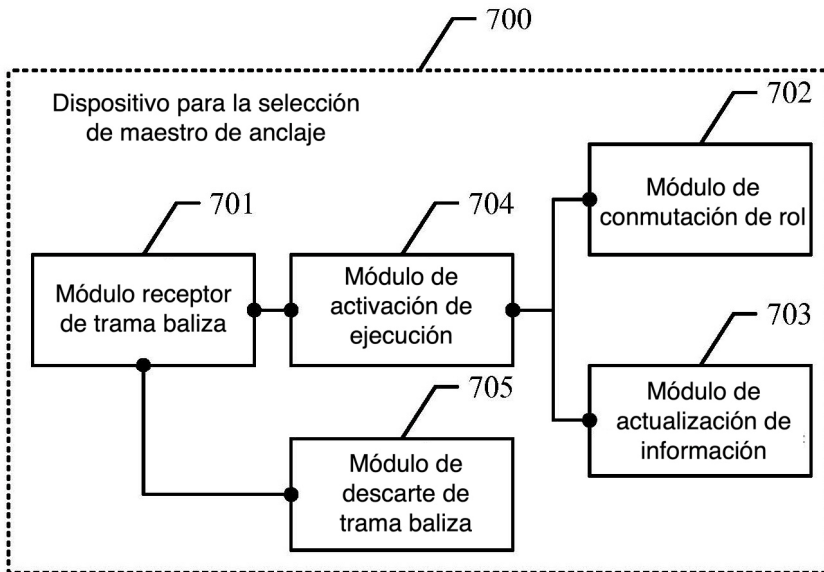 700
Dispositivo para la selección
de maestro de anclaje
702
Módulo de
conmutación de rol
701
Módulo receptor
de trama baliza
704
Módulo de
activación de
ejecución
703
Módulo de
actualización de
información
705
Módulo de
descarte de
trama baliza